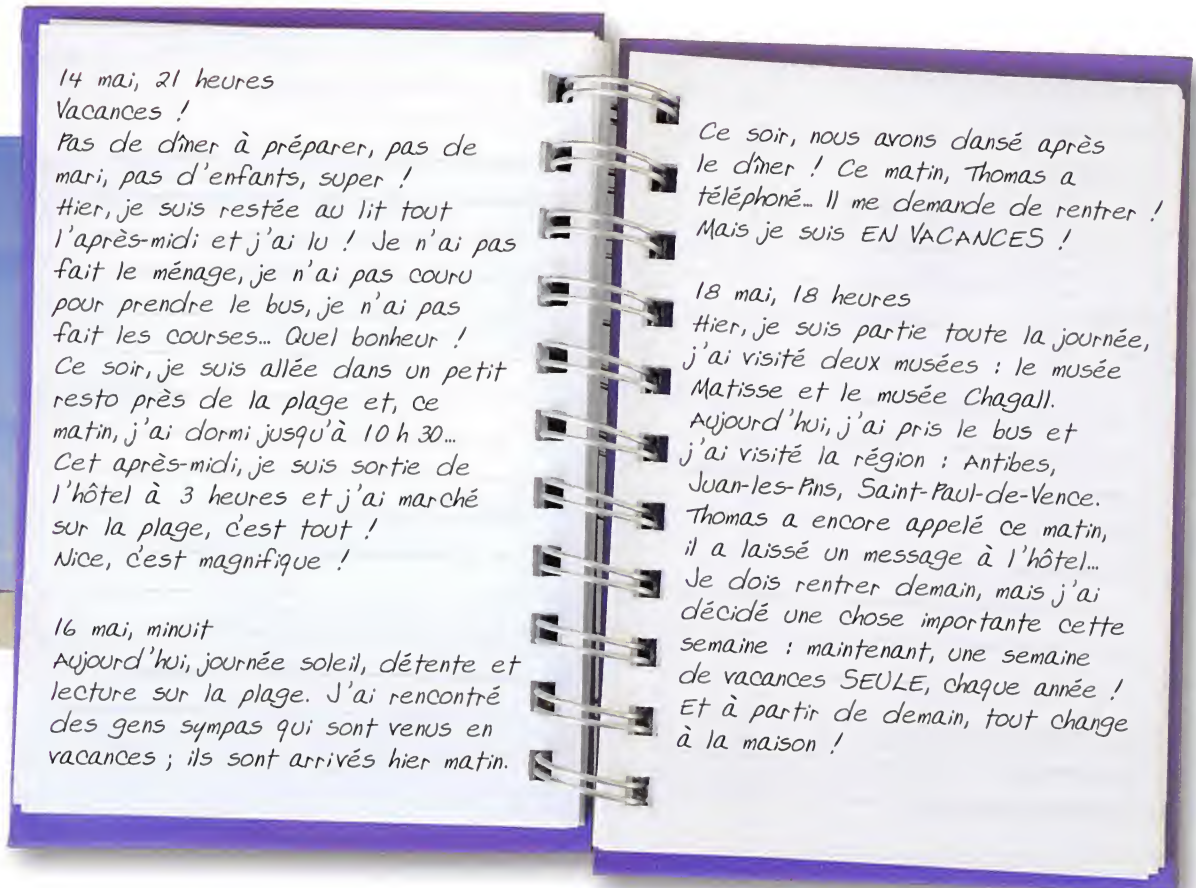 14 mai, 21 heures
Vacances !
Pas de dîner à préparer, pas de
mari, pas d'enfants, super !
Hier, je suis restée au lit tout
l'après-midi et j'ai lu ! Je n'ai pas
fait le ménage, je n'ai pas couru
pour prendre le bus, je n'ai pas
fait les courses... Quel bonheur !
Ce soir, je suis allée dans un petit
resto près de la plage et, ce
matin, j'ai dormi jusqu'à 10 h 30...
Cet après-midi, je suis sortie de
l'hôtel à 3 heures et j'ai marché
sur la plage, c'est tout !
Nice, c'est magnifique !
16 mai, minuit
Aujourd'hui, journée soleil, détente et
lecture sur la plage. J'ai rencontré
des gens sympas qui sont venus en
vacances ; ils sont arrivés hier matin.
Ce soir, nous avons dansé après
le dîner ! Ce matin, Thomas a
téléphoné... Il me demande de rentrer !
Mais je suis EN VACANCES !
18 mai, 18 heures
Hier, je suis partie toute la journée,
j'ai visité deux musées : le musée
Matisse et le musée Chagall.
Aujourd'hui, j'ai pris le bus et
j'ai visité la région : Antibes,
Juan-les-Pins, Saint-Paul-de-Vence.
Thomas a encore appelé ce matin,
il a laissé un message à l'hôtel...
Je dois rentrer demain, mais j'ai
décidé une chose importante cette
semaine : maintenant, une semaine
de vacances SEULE, chaque année !
Et à partir de demain, tout change
à la maison !